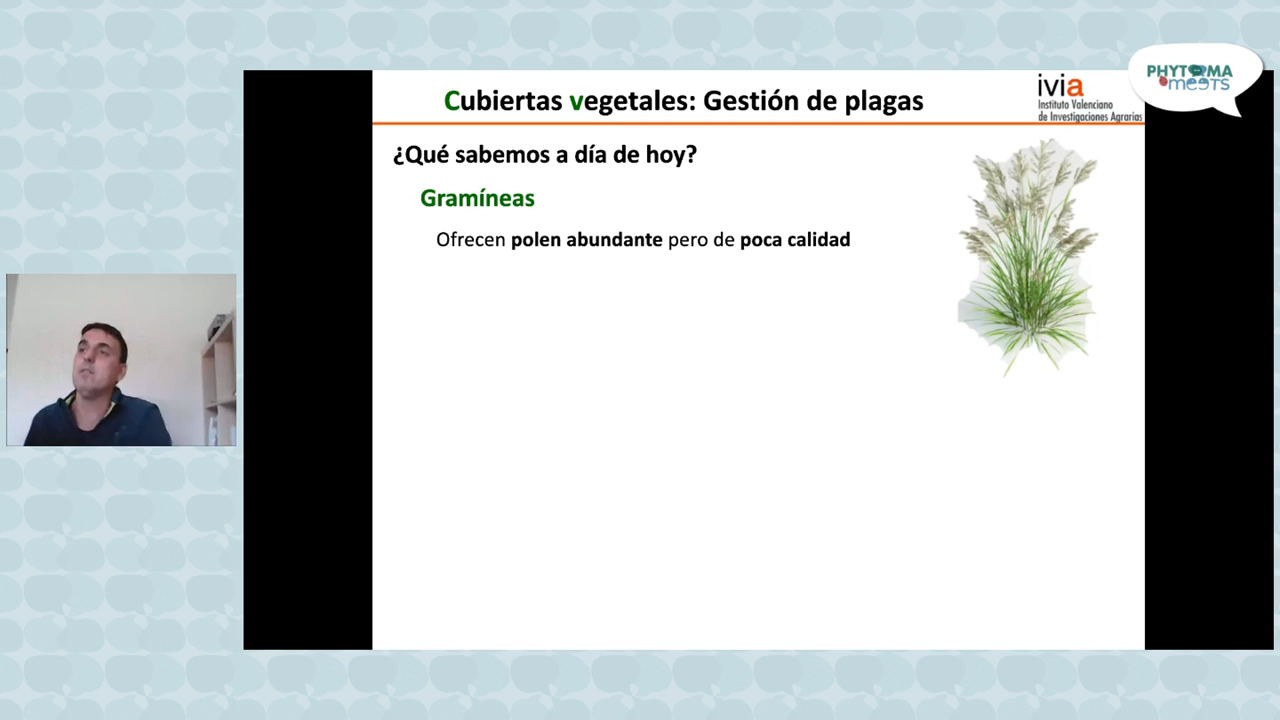 Cubiertas vegetales: Gestión de plagas
ivia
Instituto Valenciano
de Investigaciones Agrarias
PHYTOMA
meets
¿Qué sabemos a día de hoy?
Gramíneas
Ofrecen polen abundante pero de poca calidad